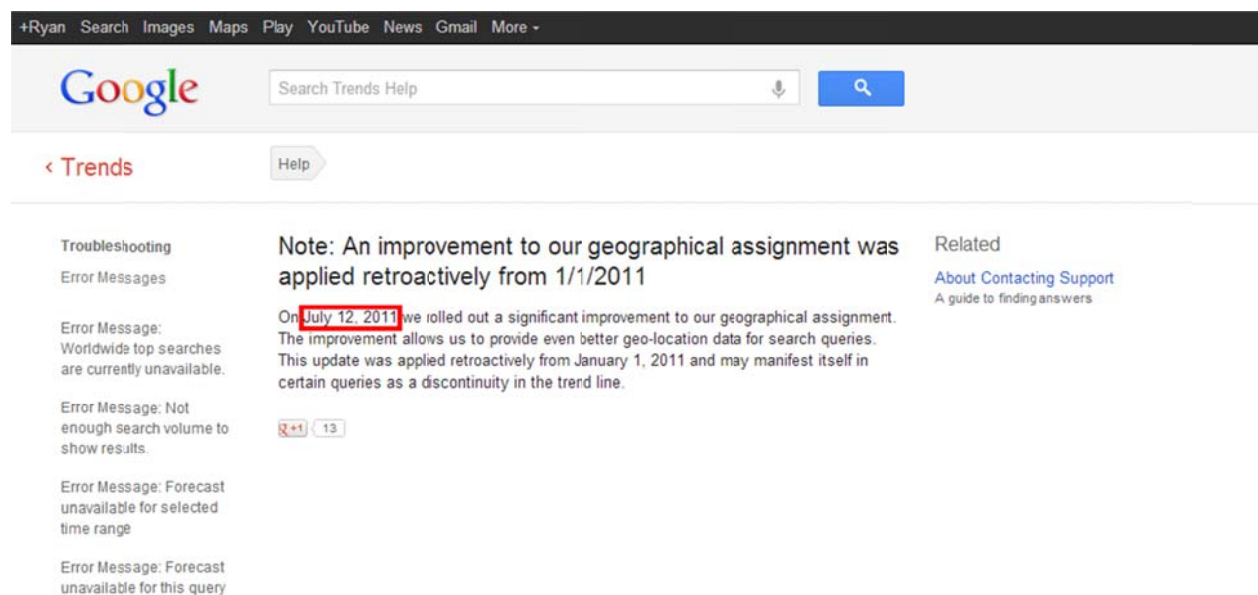 +Ryan Search Images Maps Play YouTube News Gmail More
Google
Search Trends Help
< Trends
Help
Troubleshooting
Error Messages
Error Message:
Worldwide top searches
are currently unavailable.
Error Message: Not
enough search volume to
show results.
Error Message: Forecast
unavailable for selected
time range
Error Message: Forecast
unavailable for this query
Note: An improvement to our geographical assignment was
applied retroactively from 1/1/2011
On July 12, 2011 we rolled out a significant improvement to our geographical assignment.
The improvement allows us to provide even better geo-location data for search queries.
This update was applied retroactively from January 1, 2011 and may manifest itself in
certain queries as a discontinuity in the trend line.
+1 13
Related
About Contacting Support
A guide to finding answers